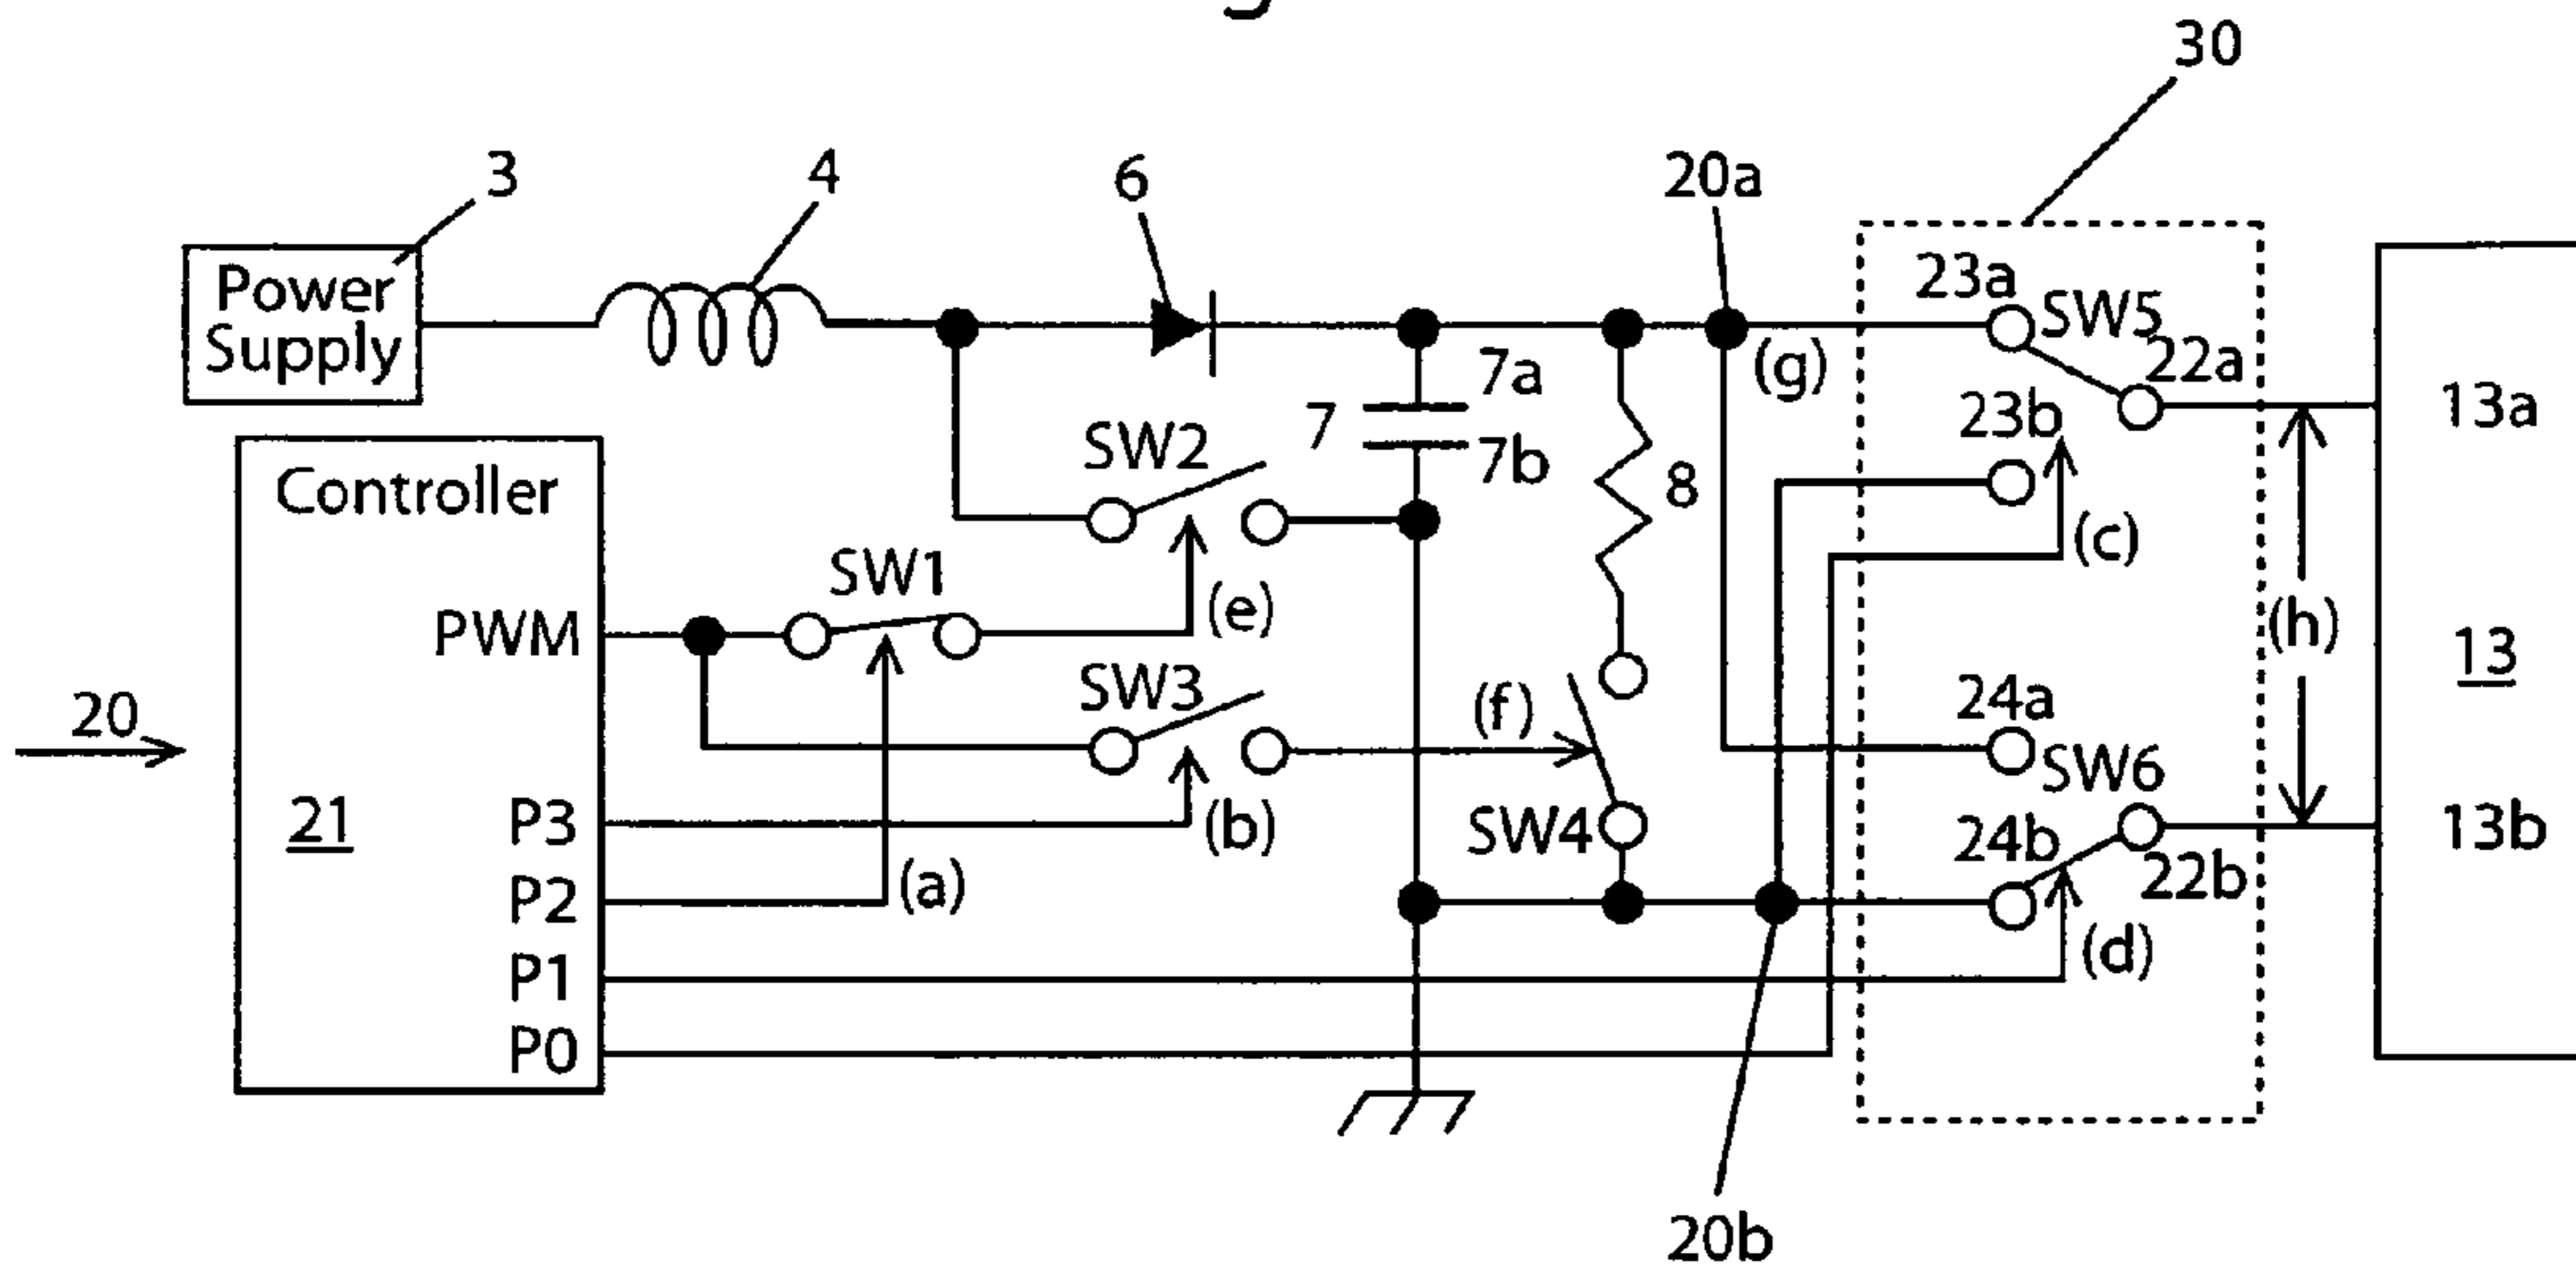 30
3
4
6
20a
Power
Supply
23a
SW5
22a
7a
(g)
13a
7
7b
23b
SW2
8
Controller
(c)
SW1
(e)
(h)
PWM
13
SW3
(f)
24a
20
SW6
P3
(b)
21
SW4
24b
13b
P2
(a)
22b
(d)
P1
P0
20b